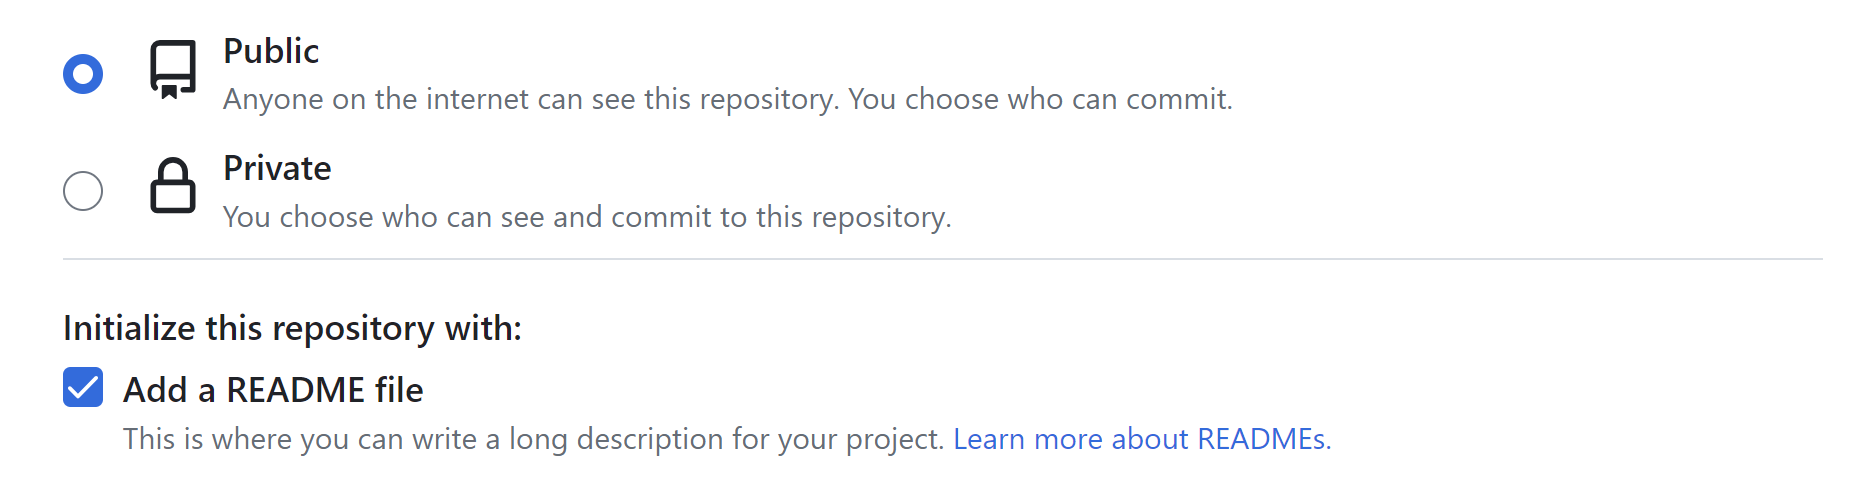 Public
Anyone on the internet can see this repository. You choose who can commit.
Private
You choose who can see and commit to this repository.
Initialize this repository with:
Add a README file
This is where you can write a long description for your project. Learn more about READMEs.